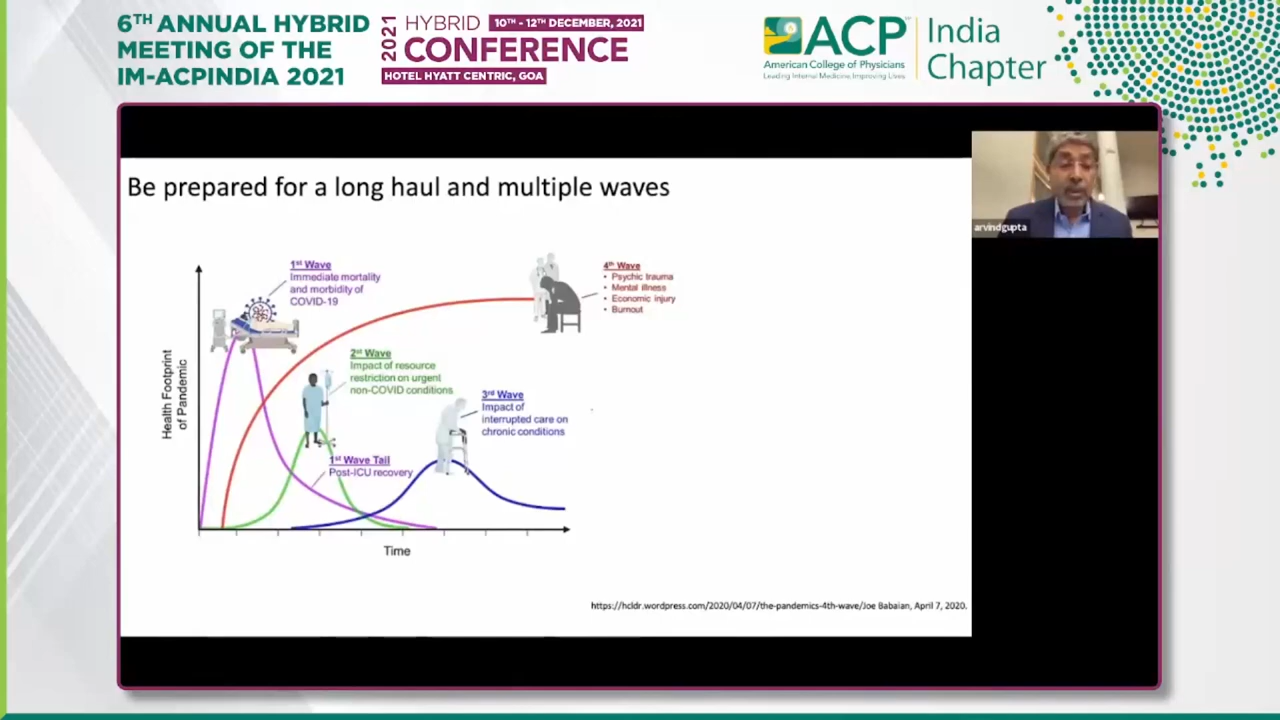 6TH ANNUAL HYBRID
MEETING OF THE
IM-ACPINDIA 2021
2021
HYBRID
10TH - 12TH DECEMBER, 2021
CONFERENCE
HOTEL HYATT CENTRIC, GOA
ACP
American College of Physicians
Leading Internal Medicine, Improving Lives
India
Chapter
Be prepared for a long haul and multiple waves
1st Wave
Immediate mortality
and morbidity of
COVID-19
4th Wave
• Psychic trauma
• Mental illness
• Economic injury
• Burnout
2nd Wave
Impact of resource
restriction on urgent
non-COVID conditions
3rd Wave
Impact of
interrupted care on
chronic conditions
1st Wave Tail
Post-ICU recovery
Health Footprint
of Pandemic
Time
https://hcldr.wordpress.com/2020/04/07/the-pandemics-4th-wave/Joe Babaian, April 7, 2020.
arvindgupta